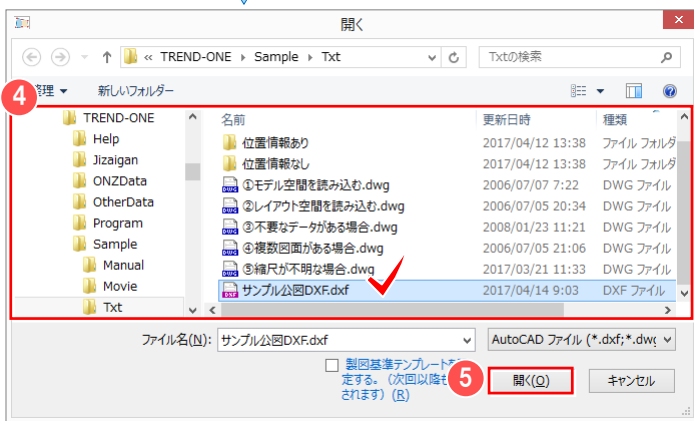 開く
« TREND-ONE › Sample › Txt
Txtの検索
4
整理 ▼ 新しいフォルダー
TREND-ONE
Help
Jizaigan
ONZData
OtherData
Program
Sample
Manual
Movie
Txt
名前 更新日時 種類
位置情報あり 2017/04/12 13:38 ファイル フォルダ
位置情報なし 2017/04/12 13:38 ファイル フォルダ
①モデル空間を読み込む.dwg 2006/07/07 7:22 DWG ファイル
②レイアウト空間を読み込む.dwg 2006/07/05 20:34 DWG ファイル
③不要なデータがある場合.dwg 2008/01/23 11:21 DWG ファイル
④複数図面がある場合.dwg 2006/07/05 21:06 DWG ファイル
⑤縮尺が不明な場合.dwg 2017/03/21 11:33 DWG ファイル
サンプル公図DXF.dxf 2017/04/14 9:03 DXF ファイル
ファイル名(N): サンプル公図DXF.dxf
AutoCAD ファイル (*.dxf;*.dwg
製図基準テンプレートを
定する。（次回以降も
されます）(R)
5
開く(O)
キャンセル